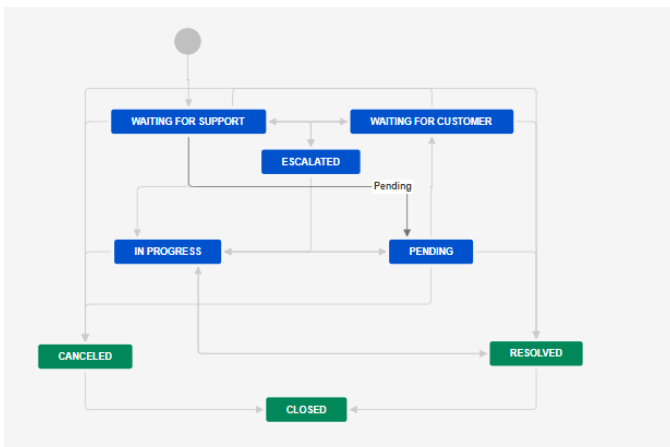 WAITING FOR SUPPORT
WAITING FOR CUSTOMER
ESCALATED
Pending
IN PROGRESS
PENDING
CANCELED
RESOLVED
CLOSED